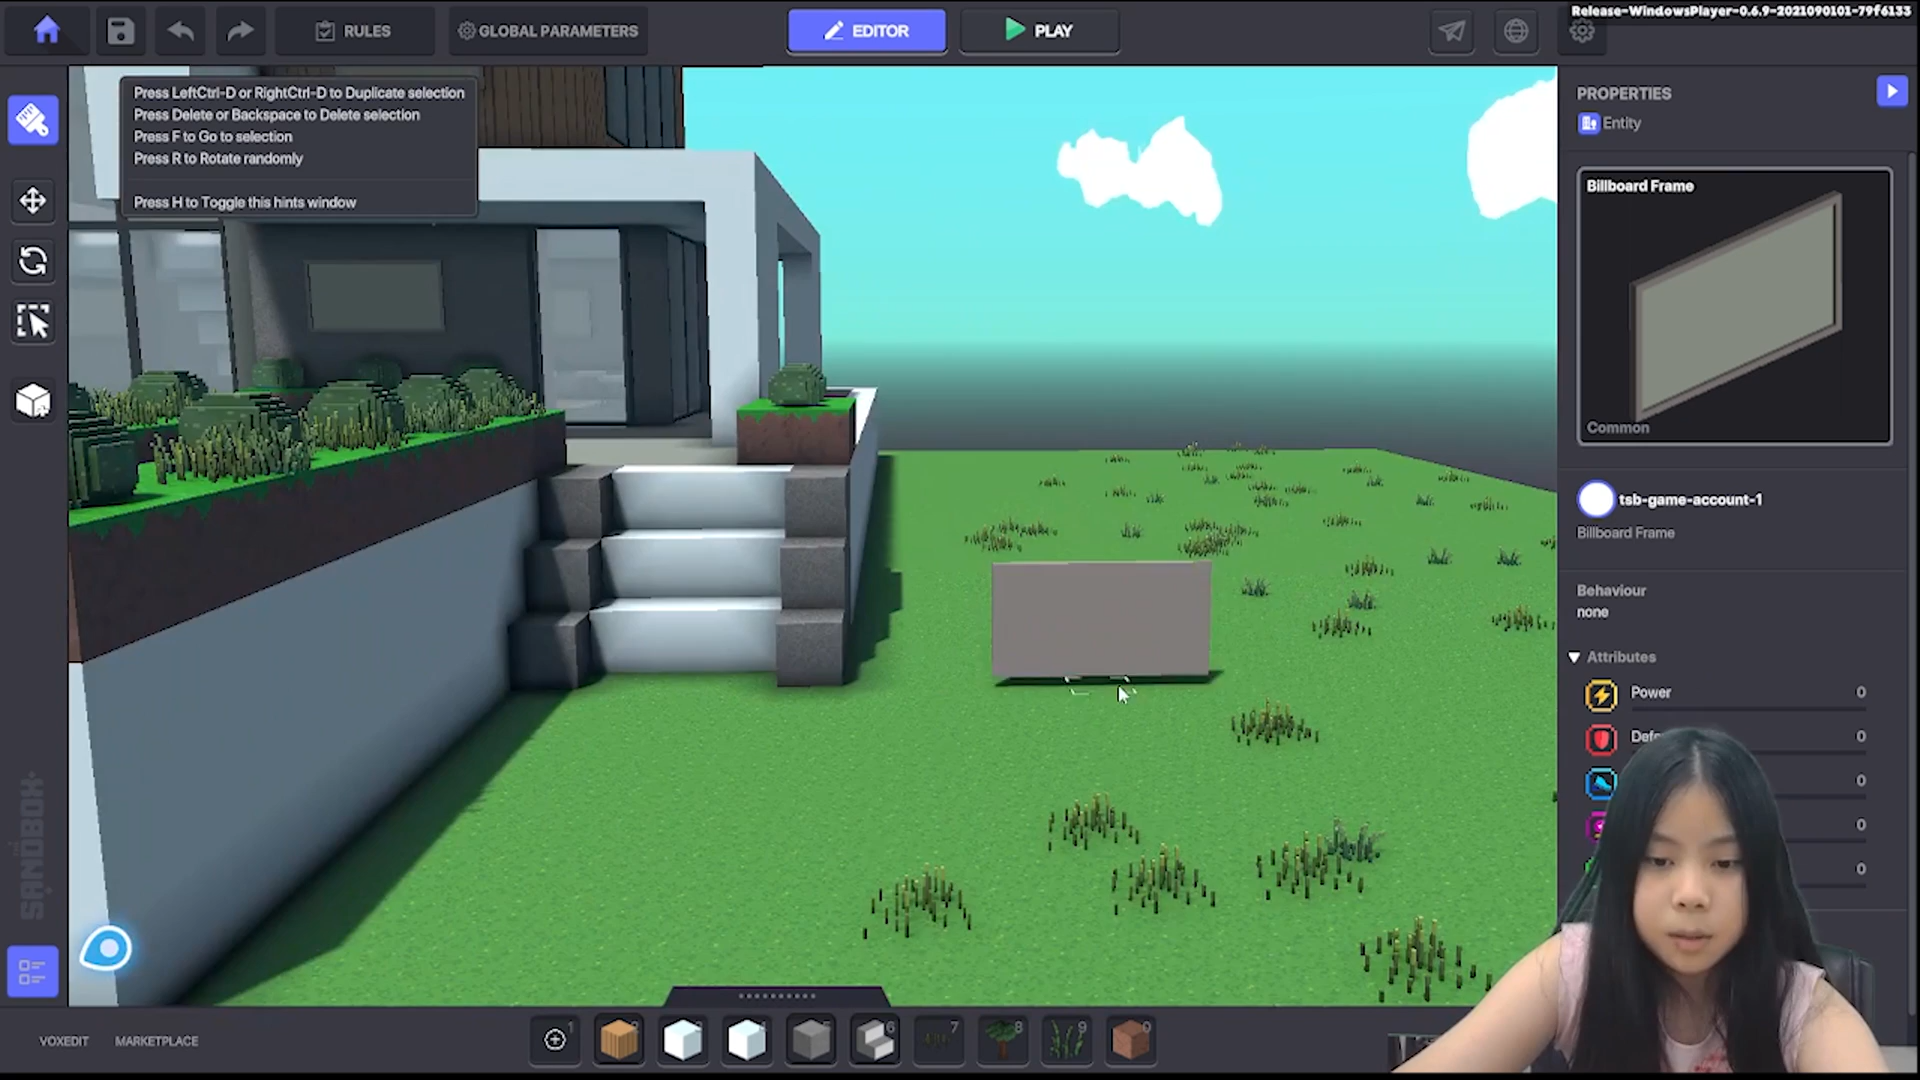 Release-WindowsPlayer-0.6.9-2021090101-79f6133
RULES
GLOBAL PARAMETERS
EDITOR
PLAY
Press LeftCtrl-D or RightCtrl-D to Duplicate selection
Press Delete or Backspace to Delete selection
Press F to Go to selection
Press R to Rotate randomly
Press H to Toggle this hints window
PROPERTIES
Entity
Billboard Frame
Common
tsb-game-account-1
Billboard Frame
Behaviour
none
Attributes
Power 0
0
0
0
0
SANDBOX
VOXEDIT
MARKETPLACE
1
6
7
8
9
0